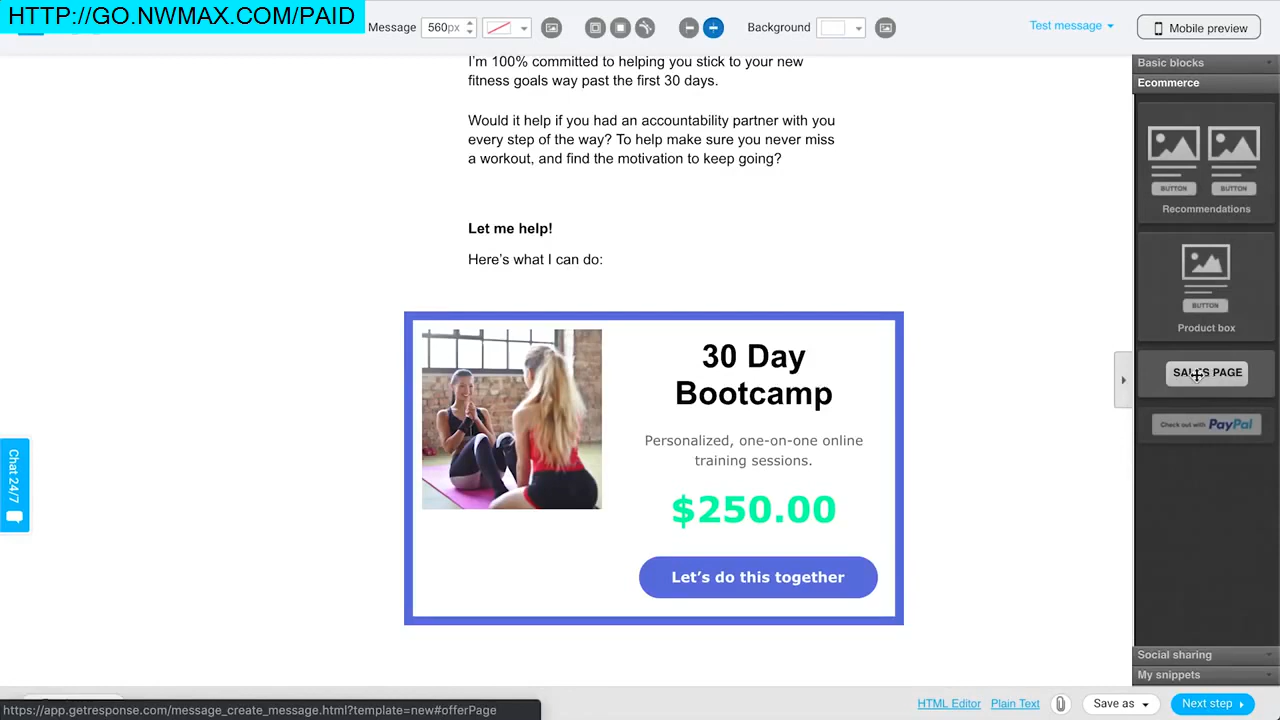 HTTP://GO.NWMAX.COM/PAID
Message 560px Background Test message Mobile preview
I'm 100% committed to helping you stick to your new
fitness goals way past the first 30 days.
Would it help if you had an accountability partner with you
every step of the way? To help make sure you never miss
a workout, and find the motivation to keep going?
Let me help!
Here's what I can do:
30 Day
Bootcamp
Personalized, one-on-one online
training sessions.
$250.00
Let's do this together
Basic blocks
Ecommerce
BUTTON BUTTON
Recommendations
BUTTON
Product box
SALES PAGE
Check out with PayPal
Social sharing
My snippets
Chat 24/7
https://app.getresponse.com/message_create_message.html?template=new#offerPage
HTML Editor Plain Text Save as Next step